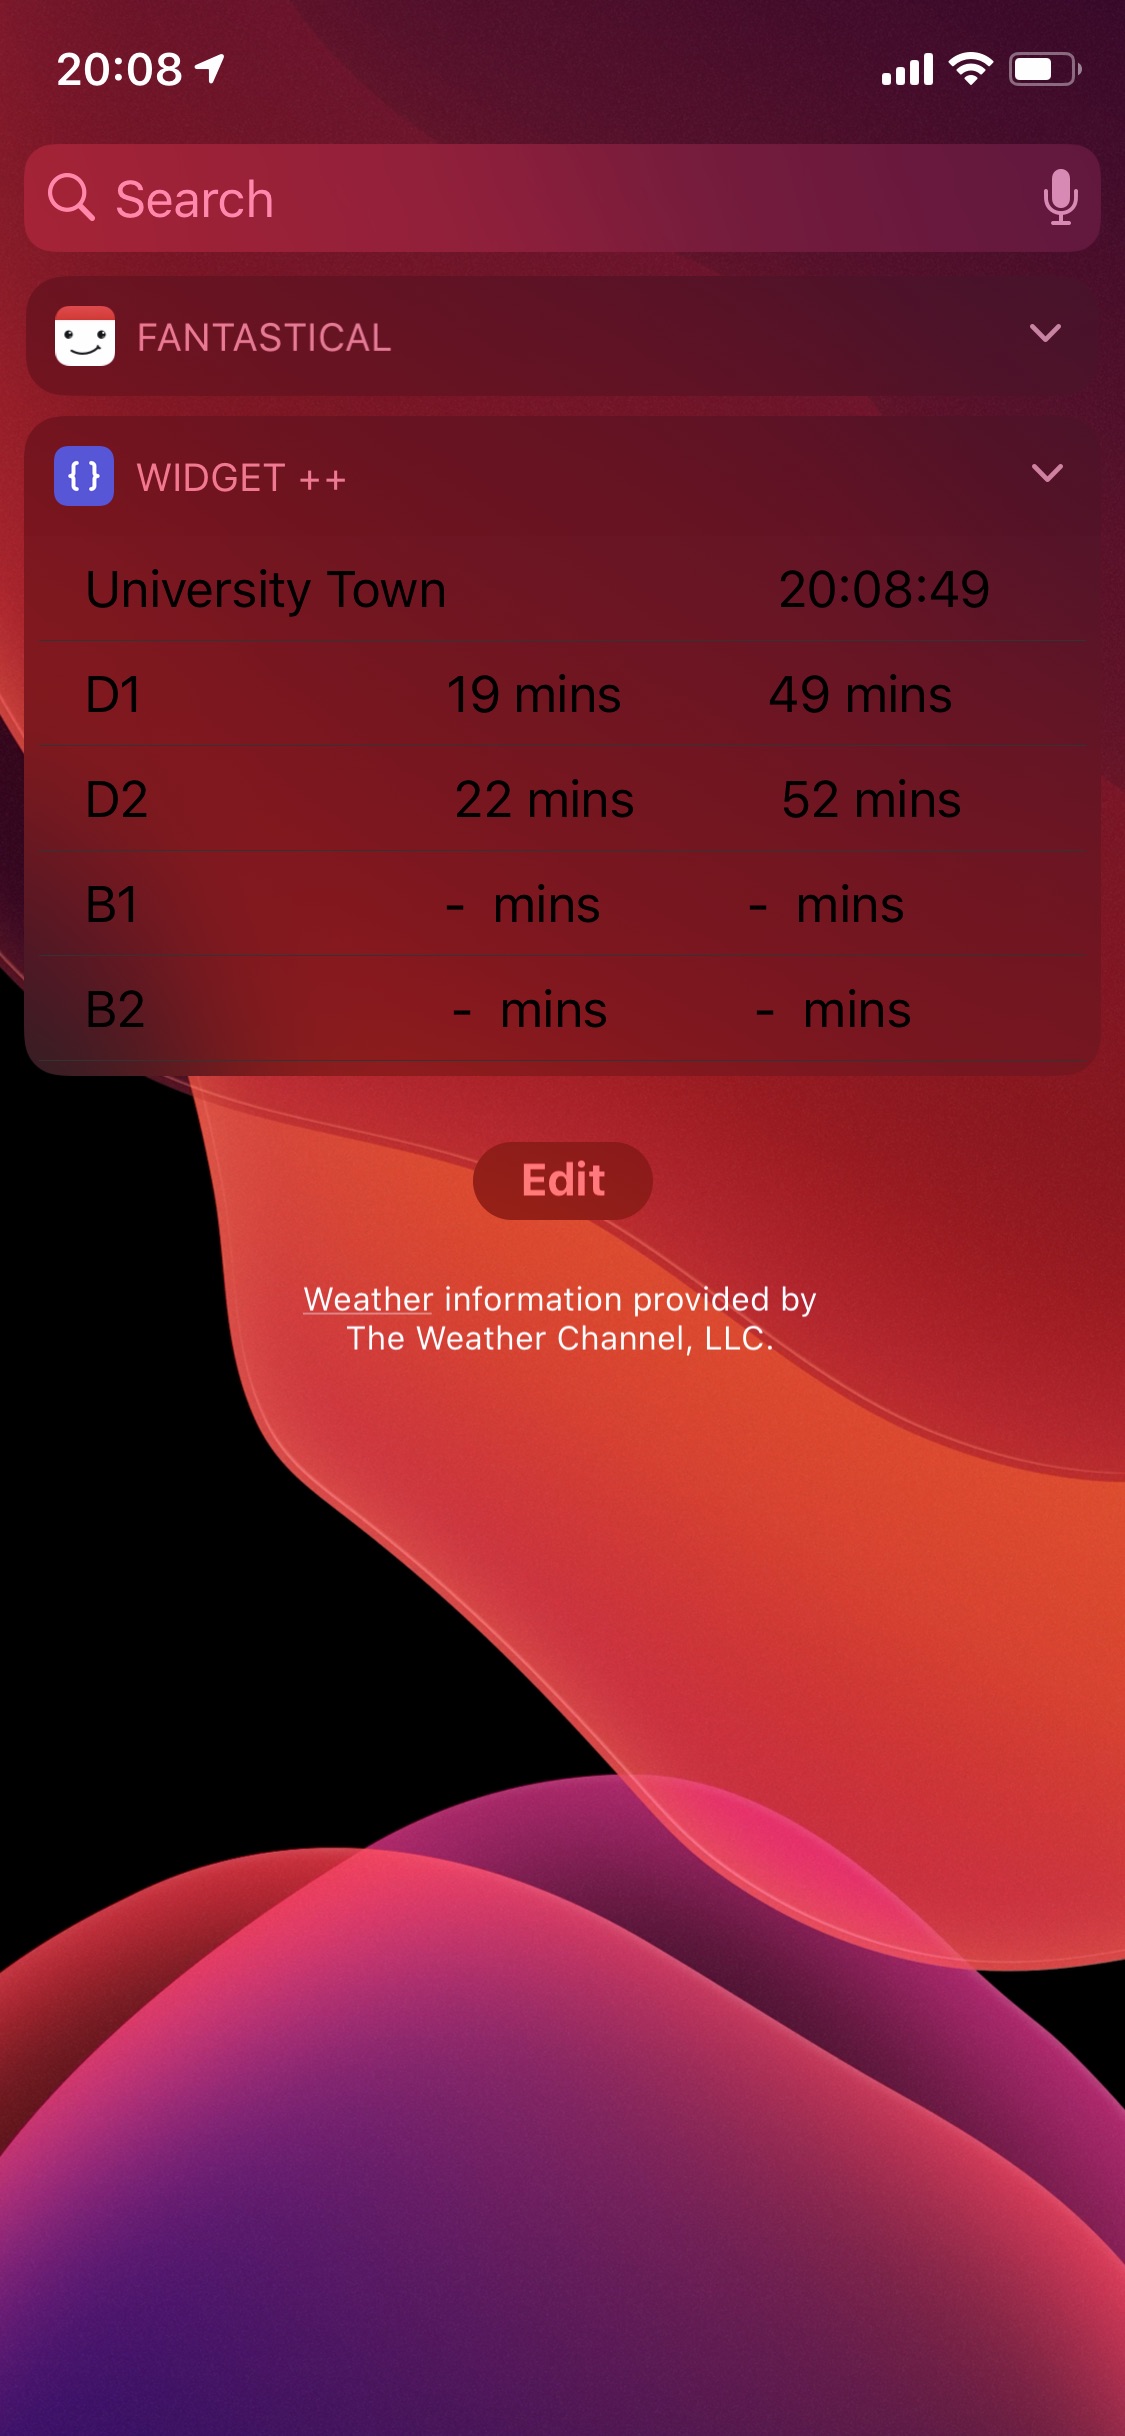 20:08
Search
FANTASTICAL
{ } WIDGET ++
University Town 20:08:49
D1 19 mins 49 mins
D2 22 mins 52 mins
B1 - mins - mins
B2 - mins - mins
Edit
Weather information provided by
The Weather Channel, LLC.